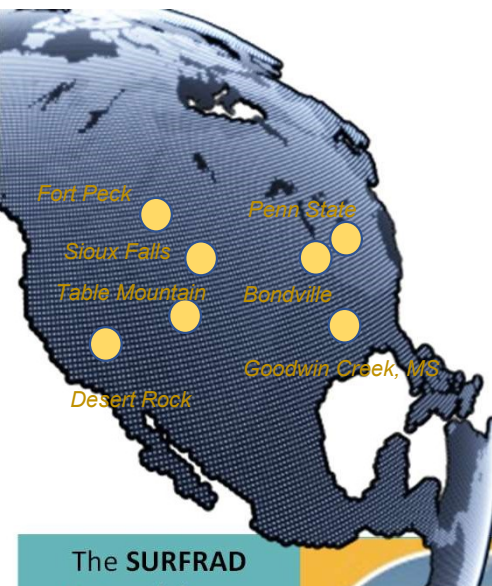 Fort Peck
Penn State
Sioux Falls
Table Mountain
Bondville
Goodwin Creek, MS
Desert Rock
The SURFRAD